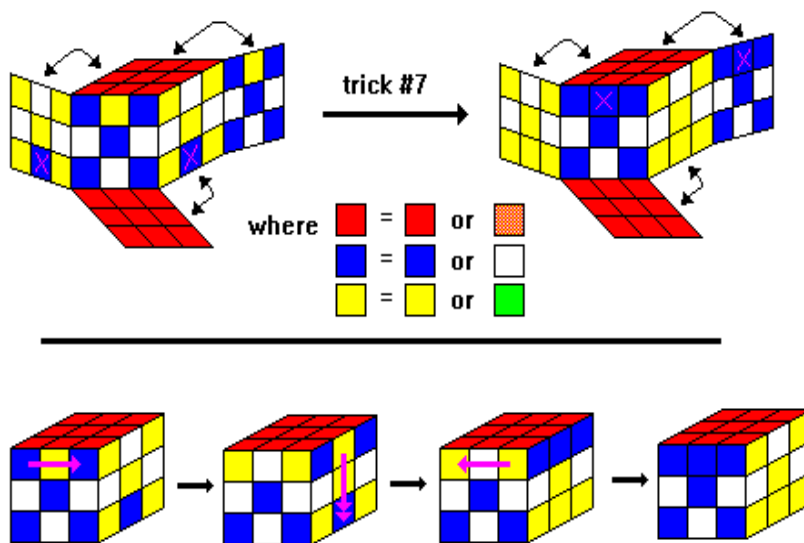 trick #7
where = or
= or
= or